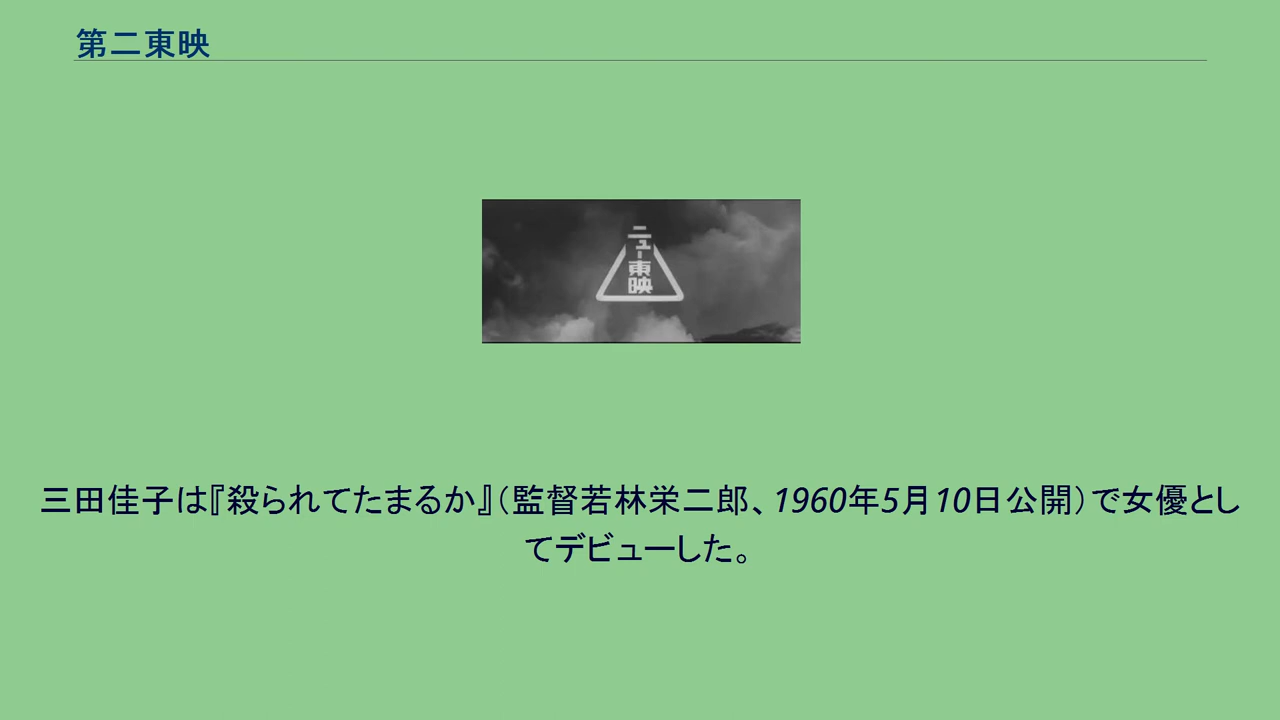 第二東映
ニュー東映
三田佳子は『殺られてたまるか』（監督若林栄二郎、1960年5月10日公開）で女優とし
てデビューした。